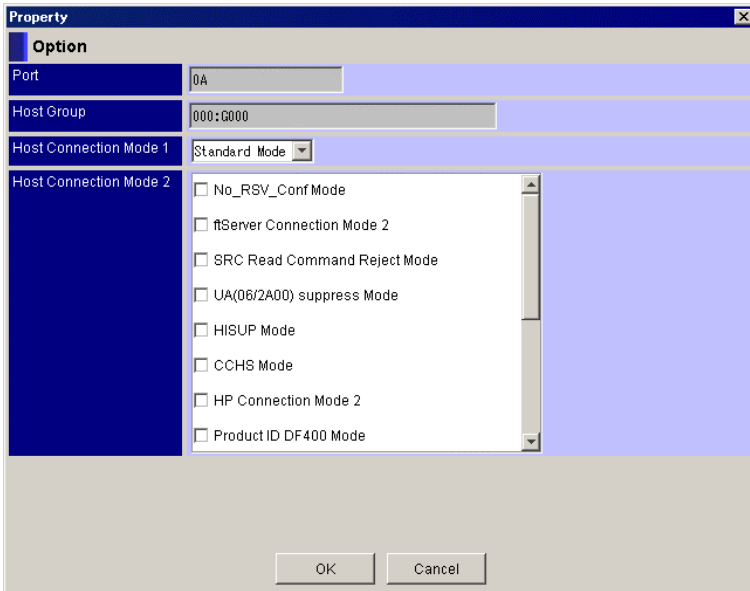 Property
Option
Port
0A
Host Group
000:G000
Host Connection Mode 1
Standard Mode
Host Connection Mode 2
No_RSV_Conf Mode
ftServer Connection Mode 2
SRC Read Command Reject Mode
UA(06/2A00) suppress Mode
HISUP Mode
CCHS Mode
HP Connection Mode 2
Product ID DF400 Mode
OK
Cancel